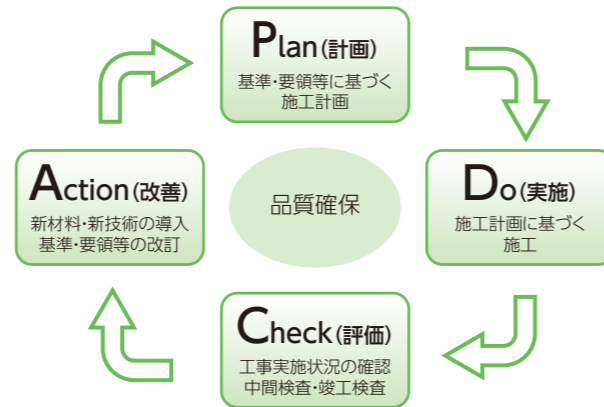 Plan(計画)
基準・要領等に基づく
施工計画
Do(実施)
施工計画に基づく
施工
Check(評価)
工事実施状況の確認
中間検査・竣工検査
Action(改善)
新材料・新技術の導入
基準・要領等の改訂
品質確保